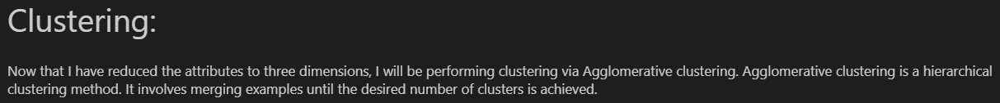 Clustering:
Now that I have reduced the attributes to three dimensions, I will be performing clustering via Agglomerative clustering. Agglomerative clustering is a hierarchical
clustering method. It involves merging examples until the desired number of clusters is achieved.